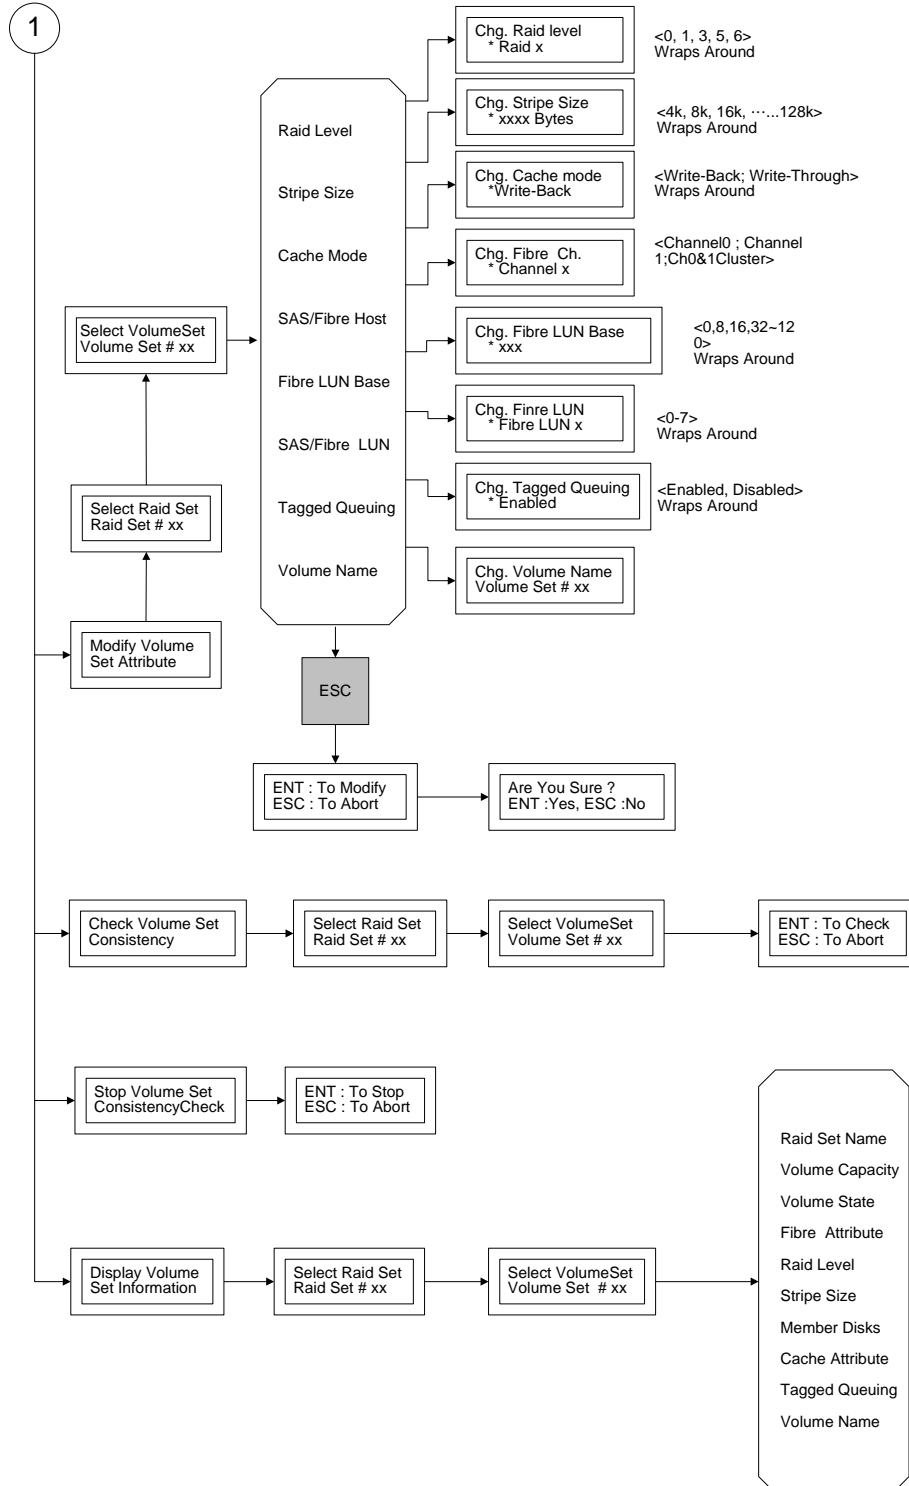 1
Chg. Raid level
* Raid x
<0, 1, 3, 5, 6>
Wraps Around
Raid Level
Stripe Size
Cache Mode
SAS/Fibre Host
Fibre LUN Base
SAS/Fibre LUN
Tagged Queuing
Volume Name
Chg. Stripe Size
* xxxx Bytes
<4k, 8k, 16k, ⋯...128k>
Wraps Around
Chg. Cache mode
*Write-Back
<Write-Back; Write-Through>
Wraps Around
Chg. Fibre Ch.
* Channel x
<Channel0 ; Channel
1;Ch0&1Cluster>
Select VolumeSet
Volume Set # xx
Chg. Fibre LUN Base
* xxx
<0,8,16,32~12
0>
Wraps Around
Chg. Finre LUN
* Fibre LUN x
<0-7>
Wraps Around
Select Raid Set
Raid Set # xx
Chg. Tagged Queuing
* Enabled
<Enabled, Disabled>
Wraps Around
Chg. Volume Name
Volume Set # xx
Modify Volume
Set Attribute
ESC
ENT : To Modify
ESC : To Abort
Are You Sure ?
ENT :Yes, ESC :No
Check Volume Set
Consistency
Select Raid Set
Raid Set # xx
Select VolumeSet
Volume Set # xx
ENT : To Check
ESC : To Abort
Stop Volume Set
ConsistencyCheck
ENT : To Stop
ESC : To Abort
Display Volume
Set Information
Select Raid Set
Raid Set # xx
Select VolumeSet
Volume Set # xx
Raid Set Name
Volume Capacity
Volume State
Fibre Attribute
Raid Level
Stripe Size
Member Disks
Cache Attribute
Tagged Queuing
Volume Name